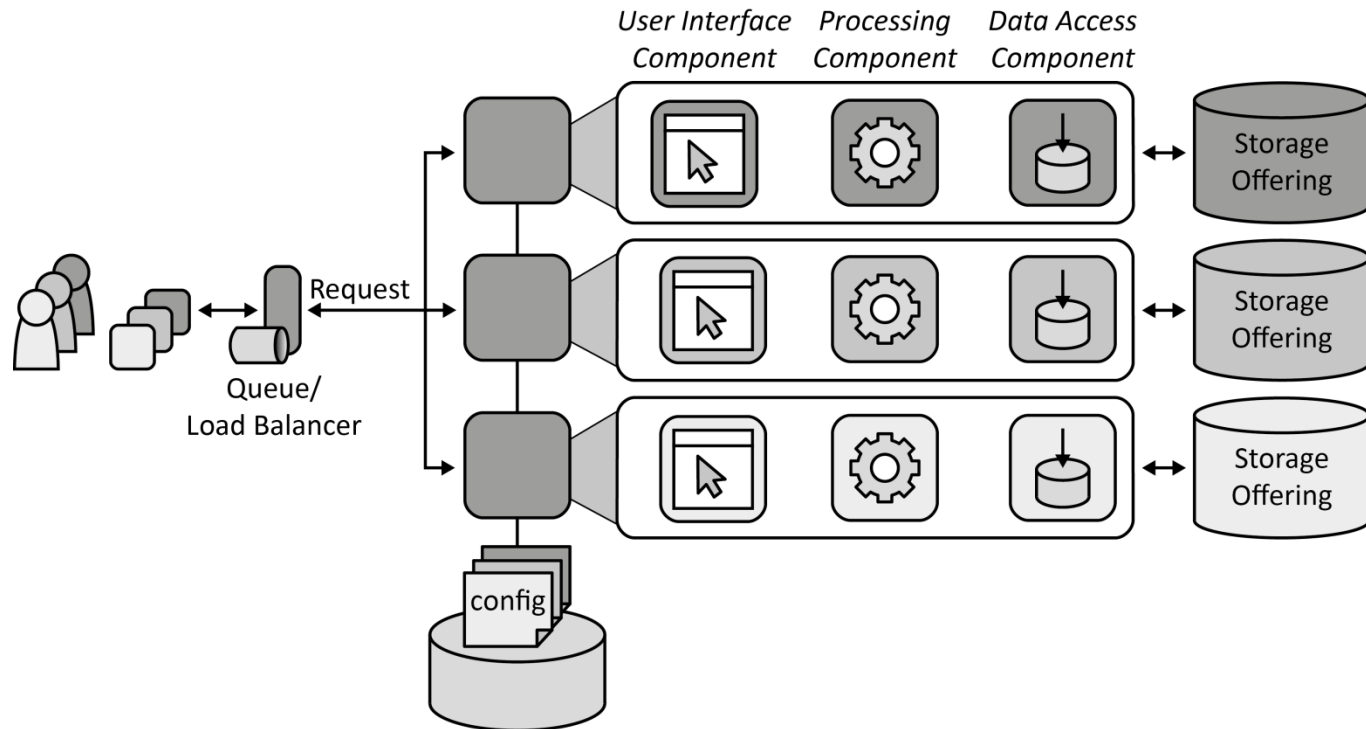 User Interface
Component
Processing
Component
Data Access
Component
Storage
Offering
Request
Queue/
Load Balancer
Storage
Offering
Storage
Offering
config